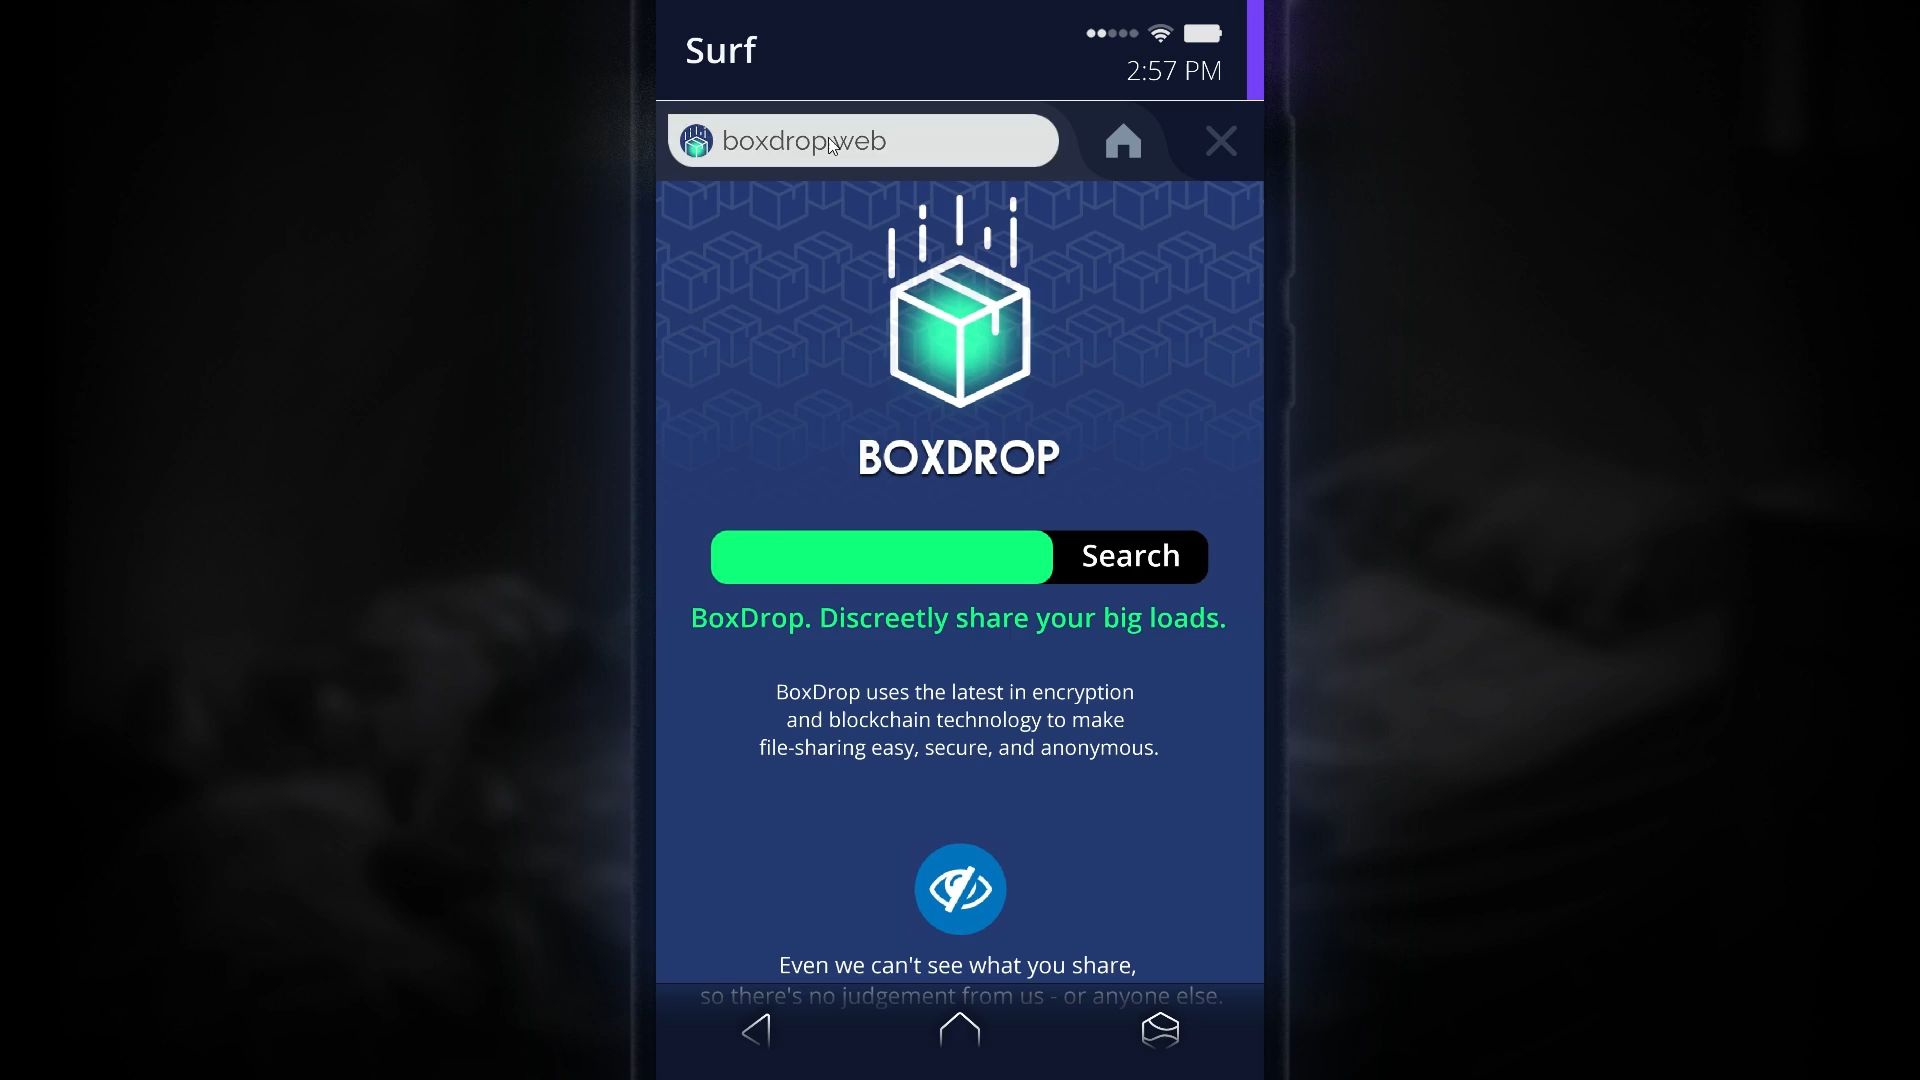 Surf
2:57 PM
boxdrop.web
BOXDROP
Search
BoxDrop. Discreetly share your big loads.
BoxDrop uses the latest in encryption
and blockchain technology to make
file-sharing easy, secure, and anonymous.
Even we can't see what you share,
so there's no judgement from us - or anyone else.